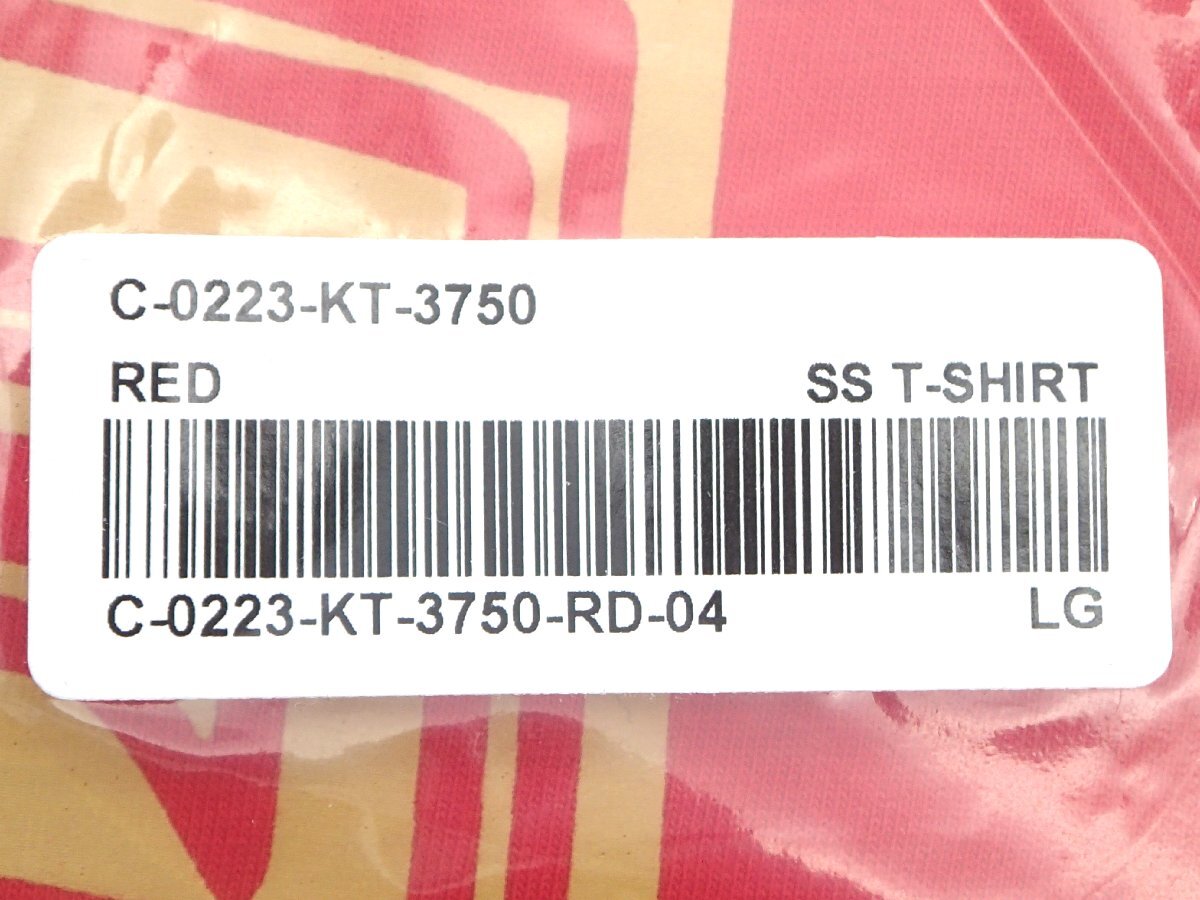 C-0223-KT-3750
RED SS T-SHIRT
C-0223-KT-3750-RD-04 LG